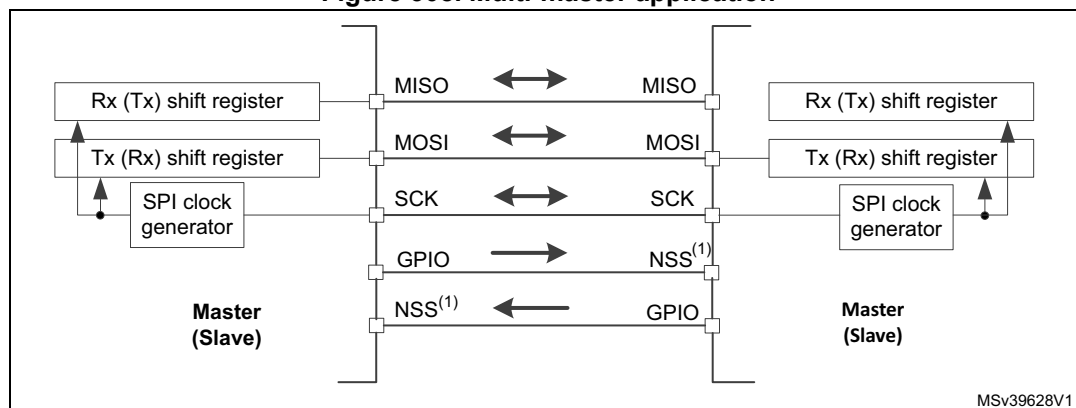 Figure Multi-master application
MISO MISO
Rx (Tx) shift register Rx (Tx) shift register
MOSI MOSI
Tx (Rx) shift register Tx (Rx) shift register
SCK SCK
SPI clock generator SPI clock generator
GPIO NSS(1)
NSS(1) GPIO
Master Master
(Slave) (Slave)
MSv39628V1